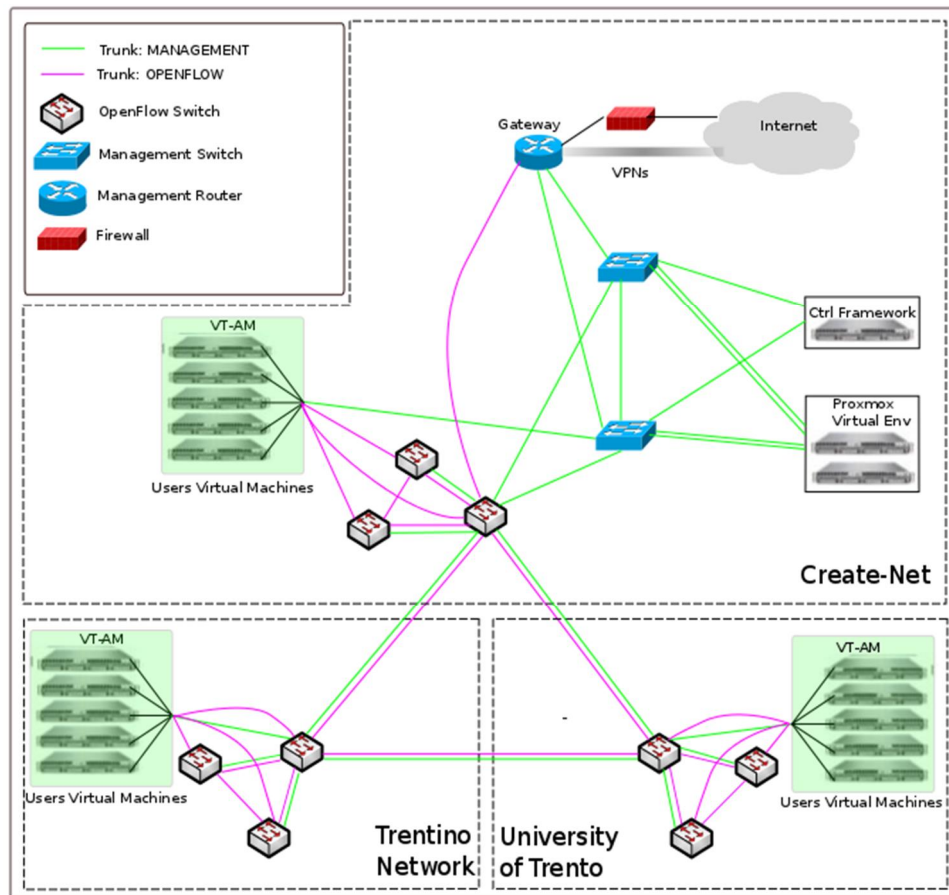 Trunk: MANAGEMENT
Trunk: OPENFLOW
OpenFlow Switch
Management Switch
Management Router
Firewall
Gateway
Internet
VPNs
Ctrl Framework
VT-AM
Proxmox
Virtual Env
Users Virtual Machines
Create-Net
VT-AM
Users Virtual Machines
Trentino
Network
VT-AM
Users Virtual Machines
University
of Trento